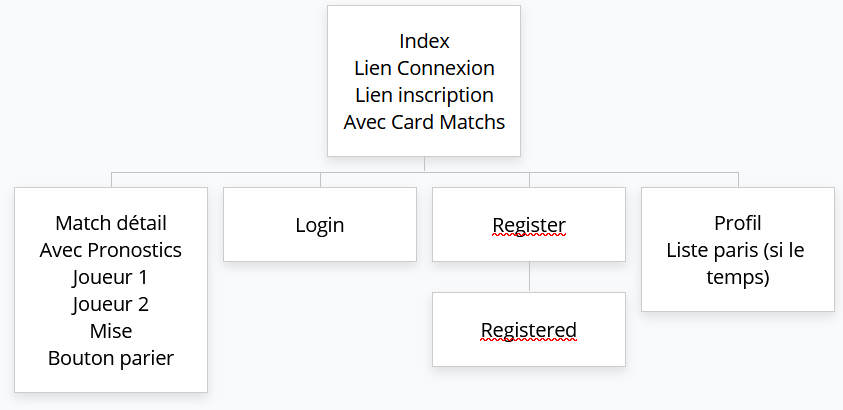 Index
Lien Connexion
Lien inscription
Avec Card Matchs
Match détail
Avec Pronostics
Joueur 1
Joueur 2
Mise
Bouton parier
Login
Register
Registered
Profil
Liste paris (si le
temps)